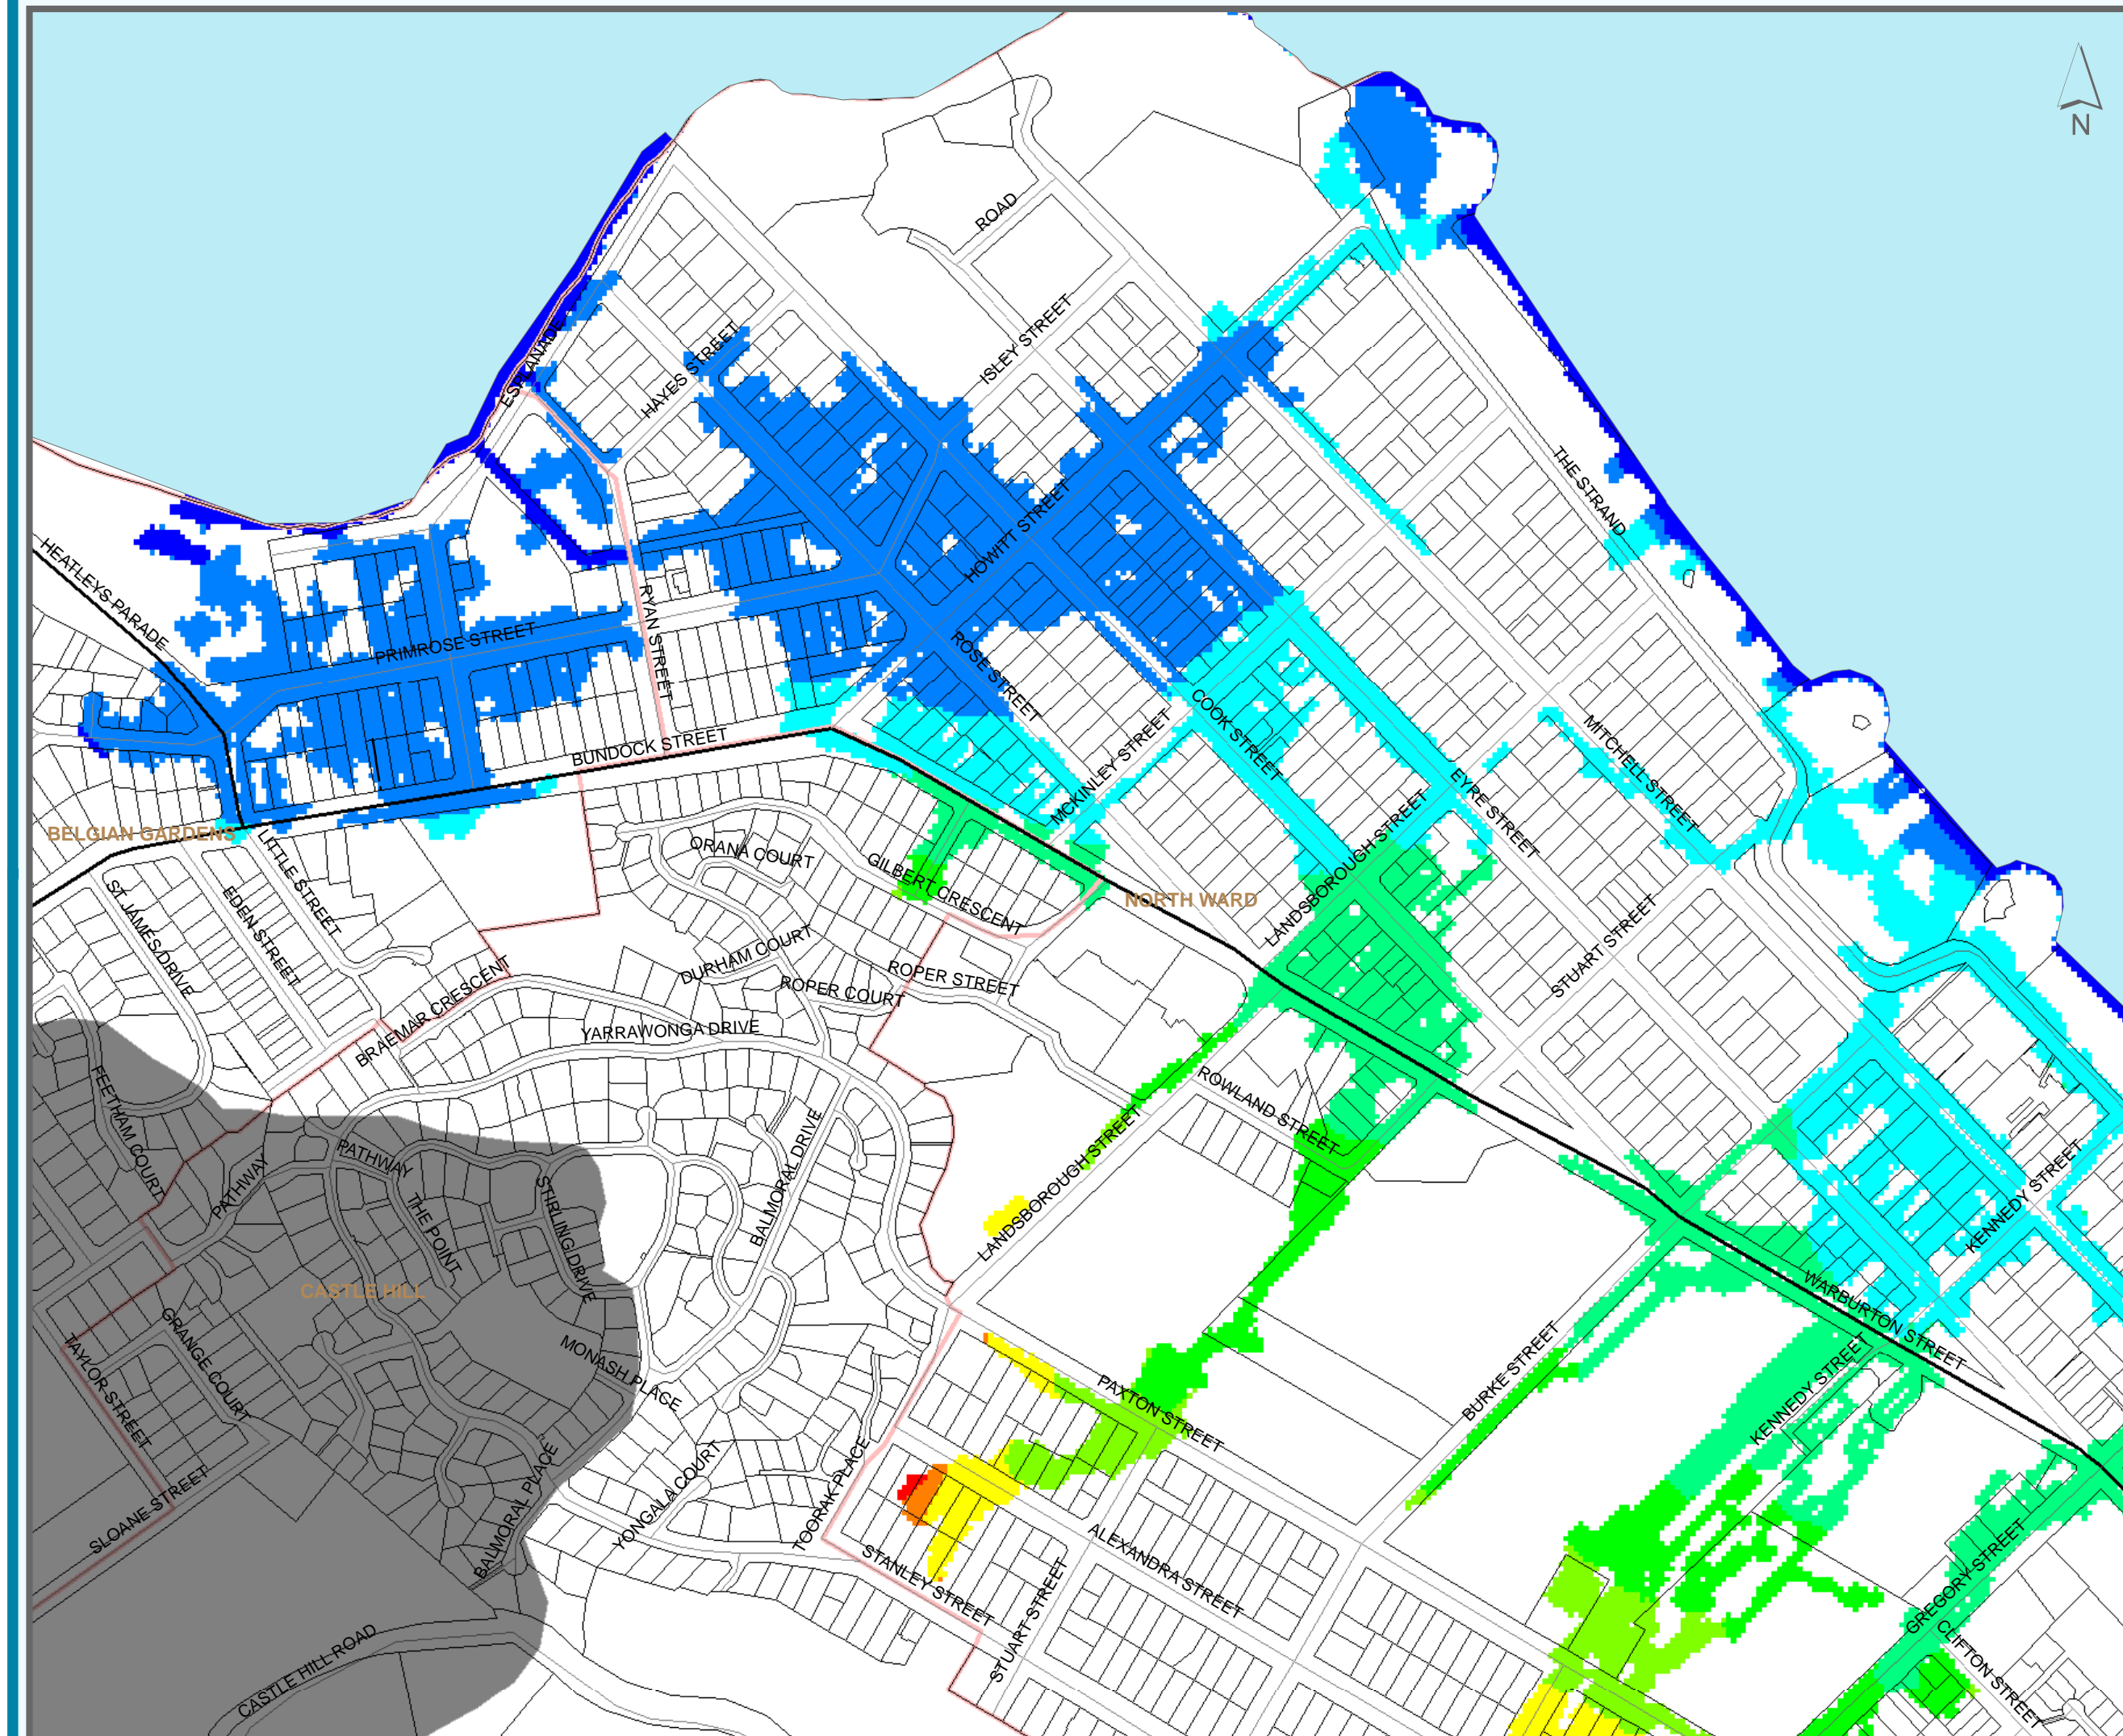 N
ROAD
ISLEY STREET
ESPLANADE
HAYES STREET
THE STRAND
HOWITT STREET
HEATLEYS PARADE
PRIMROSE STREET
RYAN STREET
ROSE STREET
COOK STREET
MCKINLEY STREET
MITCHELL STREET
BUNDOCK STREET
EYRE STREET
BELGIAN GARDENS
LITTLE STREET
ORANA COURT
GILBERT CRESCENT
NORTH WARD
LANDSBOROUGH STREET
ST JAMES DRIVE
EDEN STREET
STUART STREET
DURHAM COURT
ROPER STREET
ROPER COURT
BRAEMAR CRESCENT
YARRAWONGA DRIVE
FEETHAM COURT
ROWLAND STREET
LANDSBOROUGH STREET
PATHWAY
PATHWAY
THE POINT
STIRLING DRIVE
BALMORAL DRIVE
KENNEDY STREET
CASTLE HILL
WARBURTON STREET
GRANGE COURT
TAYLOR STREET
MONASH PLACE
PAXTON STREET
BURKE STREET
KENNEDY STREET
SLOANE STREET
BALMORAL PLACE
YONGALA COURT
TOORAK PLACE
ALEXANDRA STREET
STANLEY STREET
STUART STREET
GREGORY STREET
CLIFTON STREET
CASTLE HILL ROAD